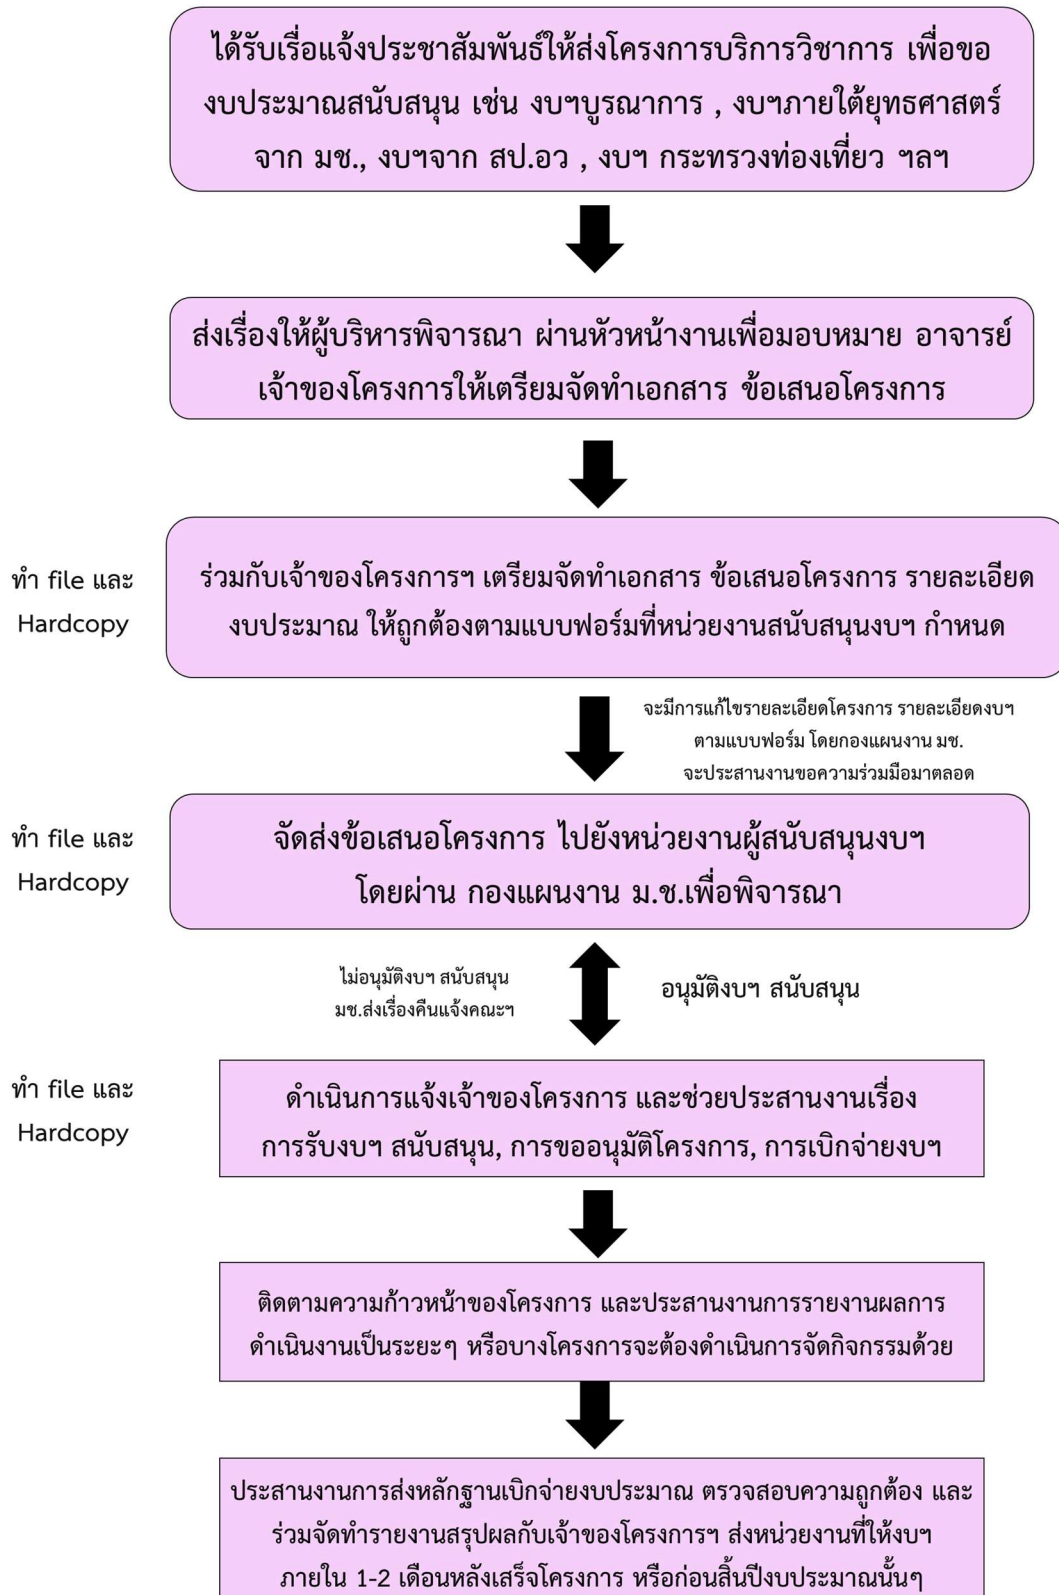 ได้รับเรื่อแจ้งประชาสัมพันธ์ให้ส่งโครงการบริการวิชาการ เพื่อขอ
งบประมาณสนับสนุน เช่น งบฯบูรณาการ , งบฯภายใต้ยุทธศาสตร์
จาก มช., งบฯจาก สป.อว , งบฯ กระทรวงท่องเที่ยว ฯลฯ
ส่งเรื่องให้ผู้บริหารพิจารณา ผ่านหัวหน้างานเพื่อมอบหมาย อาจารย์
เจ้าของโครงการให้เตรียมจัดทำเอกสาร ข้อเสนอโครงการ
ทำ file และ
Hardcopy
ร่วมกับเจ้าของโครงการฯ เตรียมจัดทำเอกสาร ข้อเสนอโครงการ รายละเอียด
งบประมาณ ให้ถูกต้องตามแบบฟอร์มที่หน่วยงานสนับสนุนงบฯ กำหนด
จะมีการแก้ไขรายละเอียดโครงการ รายละเอียดงบฯ
ตามแบบฟอร์ม โดยกองแผนงาน มช.
จะประสานงานขอความร่วมมือมาตลอด
ทำ file และ
Hardcopy
จัดส่งข้อเสนอโครงการ ไปยังหน่วยงานผู้สนับสนุนงบฯ
โดยผ่าน กองแผนงาน ม.ช.เพื่อพิจารณา
ไม่อนุมัติงบฯ สนับสนุน
มช.ส่งเรื่องคืนแจ้งคณะฯ
อนุมัติงบฯ สนับสนุน
ทำ file และ
Hardcopy
ดำเนินการแจ้งเจ้าของโครงการ และช่วยประสานงานเรื่อง
การรับงบฯ สนับสนุน, การขออนุมัติโครงการ, การเบิกจ่ายงบฯ
ติดตามความก้าวหน้าของโครงการ และประสานงานการรายงานผลการ
ดำเนินงานเป็นระยะๆ หรือบางโครงการจะต้องดำเนินการจัดกิจกรรมด้วย
ประสานงานการส่งหลักฐานเบิกจ่ายงบประมาณ ตรวจสอบความถูกต้อง และ
ร่วมจัดทำรายงานสรุปผลกับเจ้าของโครงการฯ ส่งหน่วยงานที่ให้งบฯ
ภายใน 1-2 เดือนหลังเสร็จโครงการ หรือก่อนสิ้นปีงบประมาณนั้นๆ